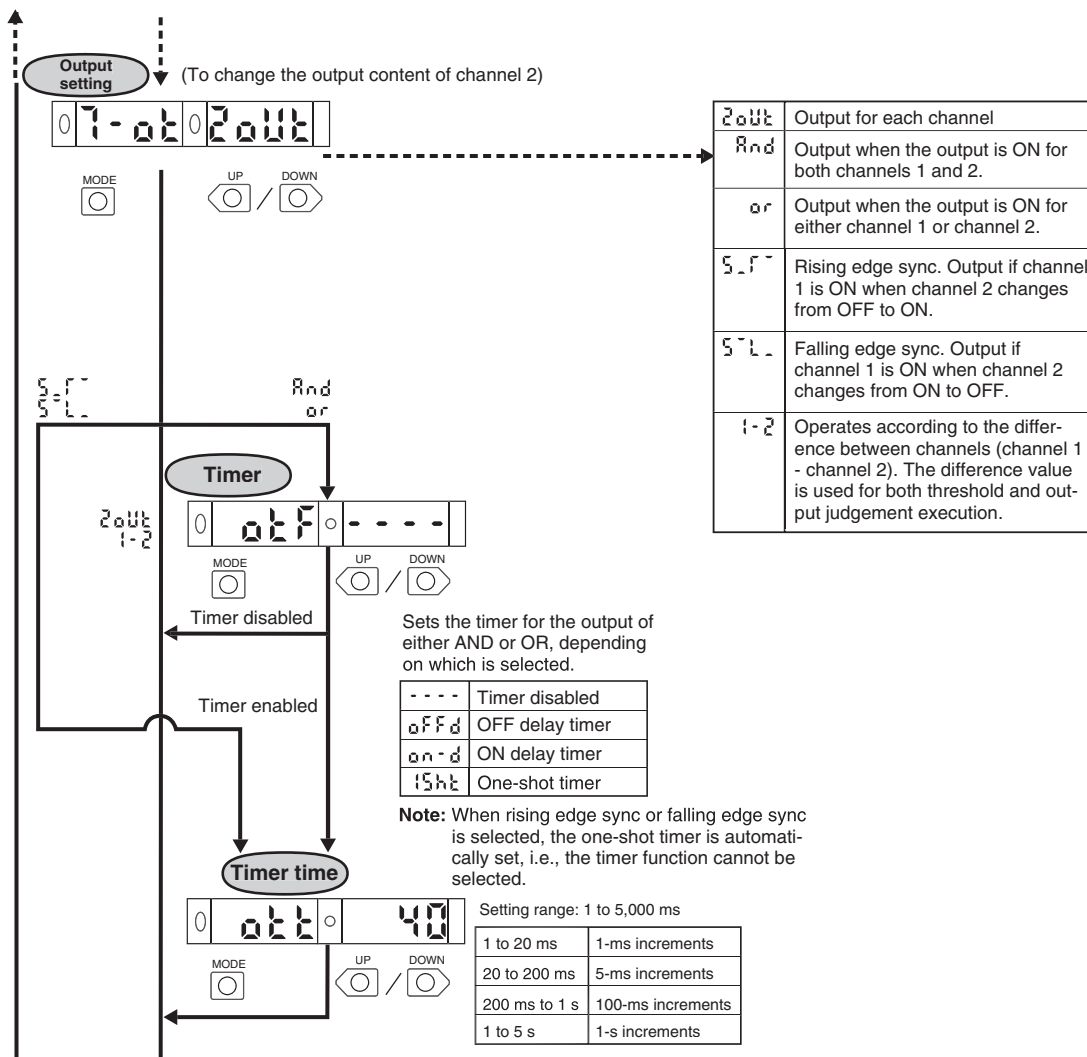 Output
setting
(To change the output content of channel 2)
7-ot 2oUt
MODE
UP
DOWN
2oUt Output for each channel
And Output when the output is ON for
both channels 1 and 2.
or Output when the output is ON for
either channel 1 or channel 2.
Rising edge sync. Output if channel
1 is ON when channel 2 changes
from OFF to ON.
Falling edge sync. Output if
channel 1 is ON when channel 2
changes from ON to OFF.
1-2 Operates according to the differ-
ence between channels (channel 1
- channel 2). The difference value
is used for both threshold and out-
put judgement execution.
And
or
Timer
2oUt
1-2
otF ----
MODE
UP
DOWN
Timer disabled
Sets the timer for the output of
either AND or OR, depending
on which is selected.
---- Timer disabled
oFFd OFF delay timer
on-d ON delay timer
1Sht One-shot timer
Timer enabled
Note: When rising edge sync or falling edge sync
is selected, the one-shot timer is automati-
cally set, i.e., the timer function cannot be
selected.
Timer time
ott 40
MODE
UP
DOWN
Setting range: 1 to 5,000 ms
1 to 20 ms 1-ms increments
20 to 200 ms 5-ms increments
200 ms to 1 s 100-ms increments
1 to 5 s 1-s increments